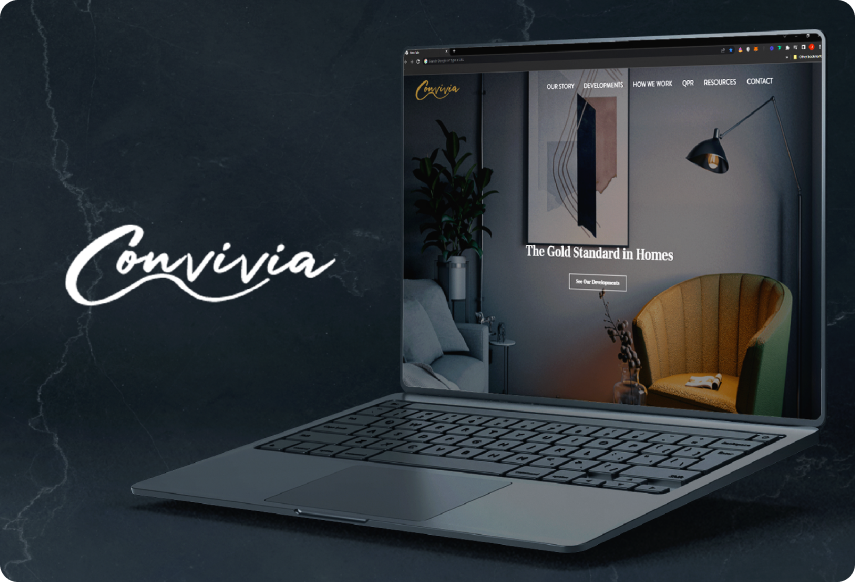 Convivia
Convivia
OUR STORY DEVELOPMENTS HOW WE WORK QPR RESOURCES CONTACT
The Gold Standard in Homes
See Our Developments